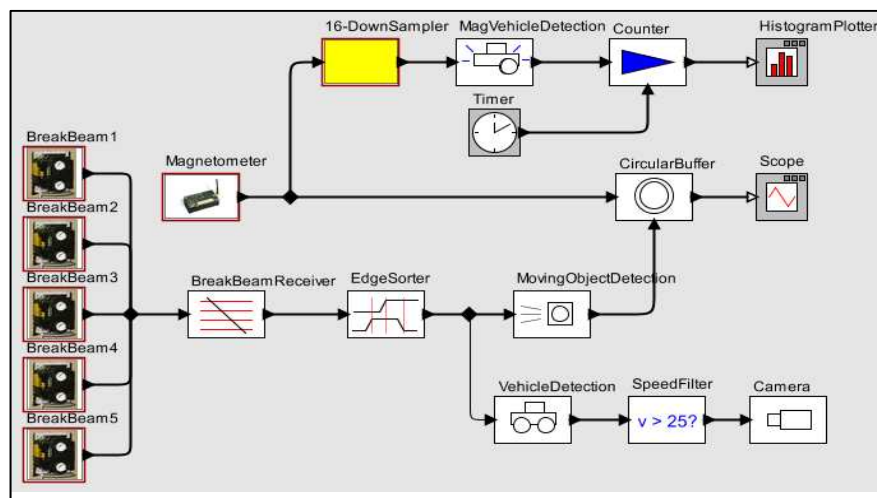 16-DownSampler
MagVehicleDetection
Counter
HistogramPlotter
Timer
BreakBeam1
Magnetometer
CircularBuffer
Scope
BreakBeam2
BreakBeam3
BreakBeamReceiver
EdgeSorter
MovingObjectDetection
BreakBeam4
VehicleDetection
SpeedFilter
Camera
v > 25?
BreakBeam5